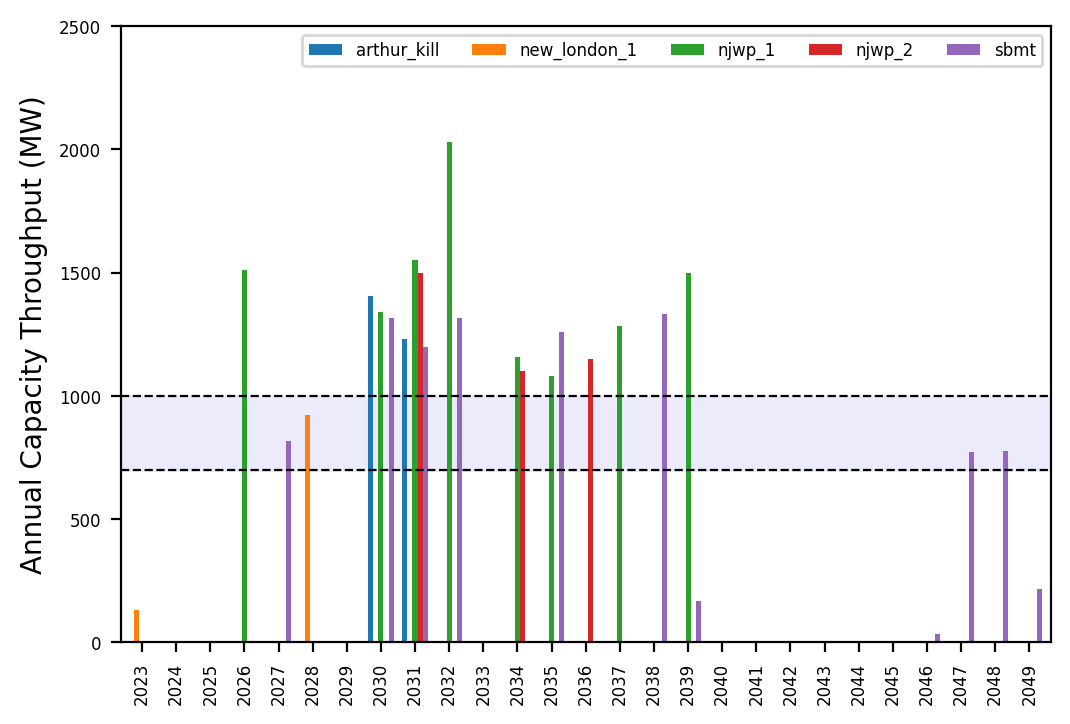 arthur_kill new_london_1 njwp_1 njwp_2 sbmt
Annual Capacity Throughput (MW)
2500
2000
1500
1000
500
0
2023 2024 2025 2026 2027 2028 2029 2030 2031 2032 2033 2034 2035 2036 2037 2038 2039 2040 2041 2042 2043 2044 2045 2046 2047 2048 2049